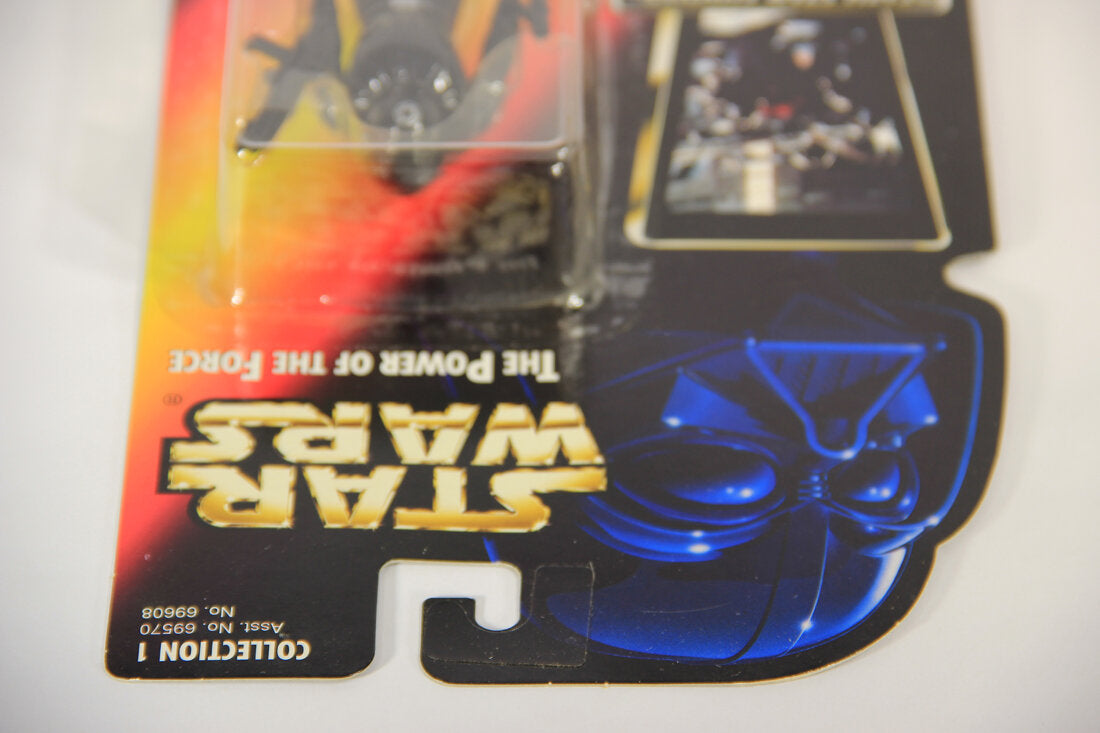 COLLECTION 1
Asst. No. 69570
No. 69608
STAR
WARS
®
THE POWER OF THE FORCE